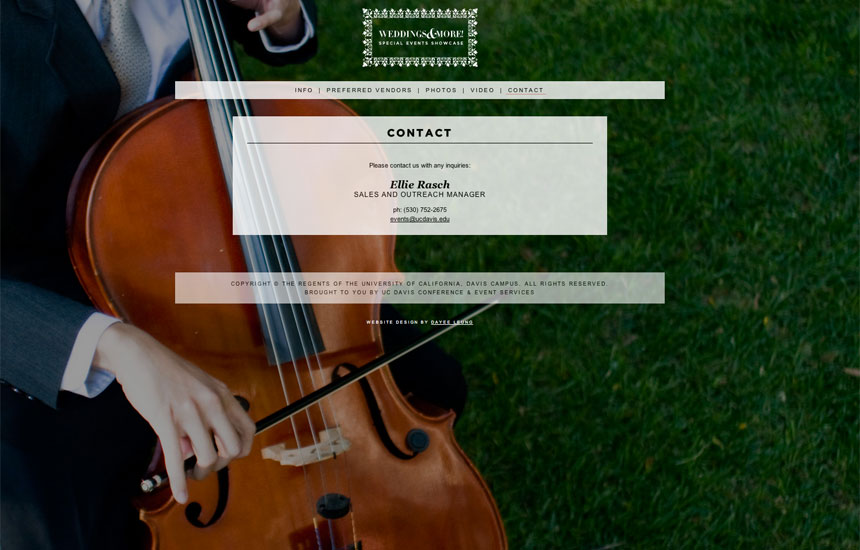 WEDDINGS&MORE!
SPECIAL EVENTS SHOWCASE
INFO | PREFERRED VENDORS | PHOTOS | VIDEO | CONTACT
CONTACT
Please contact us with any inquiries:
Ellie Rasch
SALES AND OUTREACH MANAGER
ph: (530) 752-2675
events@ucdavis.edu
COPYRIGHT © THE REGENTS OF THE UNIVERSITY OF CALIFORNIA, DAVIS CAMPUS. ALL RIGHTS RESERVED.
BROUGHT TO YOU BY UC DAVIS CONFERENCE & EVENT SERVICES
WEBSITE DESIGN BY DAYEE LEUNG